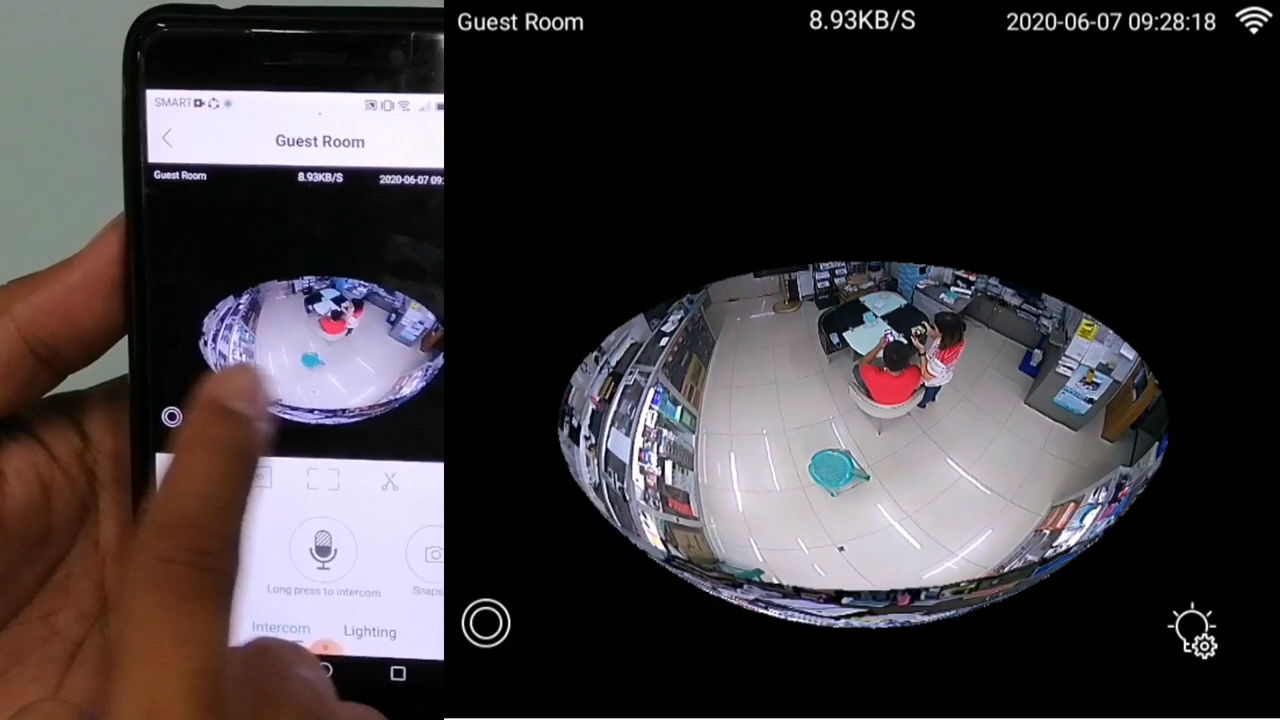 SMART
Guest Room
Guest Room 8.93KB/S 2020-06-07 09:
Long press to intercom Snaps
Intercom Lighting
Guest Room 8.93KB/S 2020-06-07 09:28:18